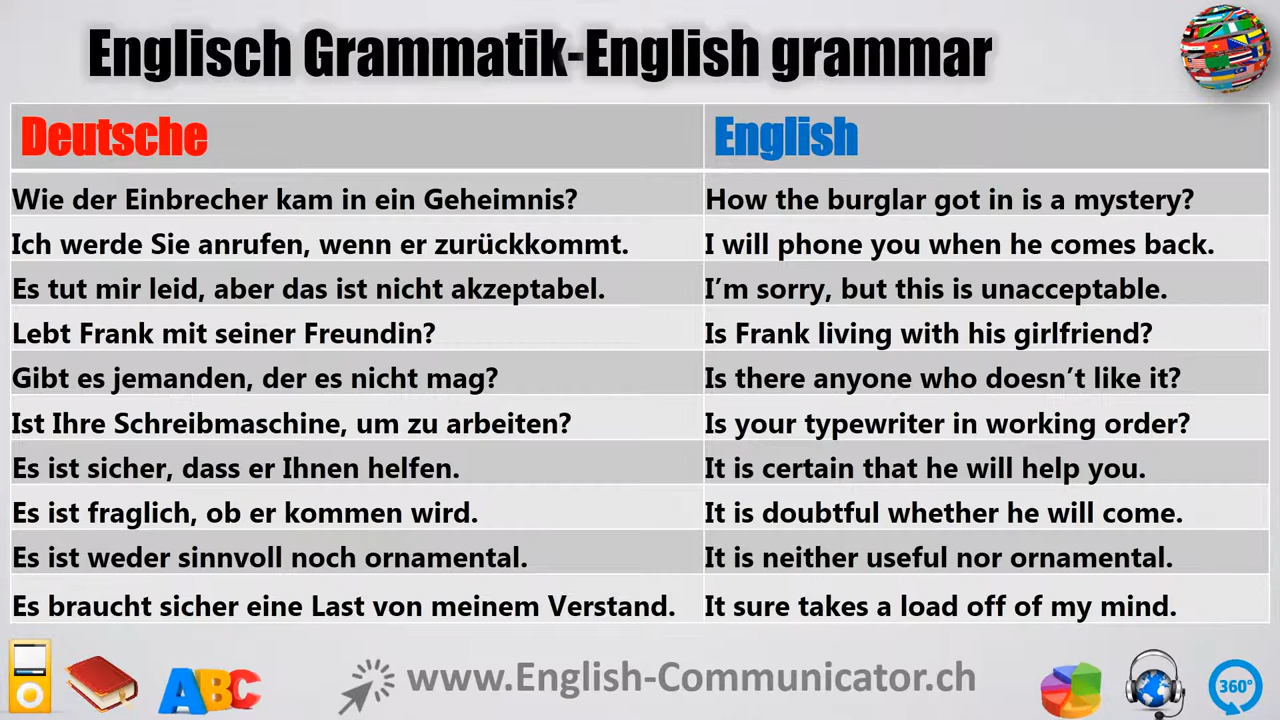 Englisch Grammatik-English grammar
Deutsche English
Wie der Einbrecher kam in ein Geheimnis? How the burglar got in is a mystery?
Ich werde Sie anrufen, wenn er zurückkommt. I will phone you when he comes back.
Es tut mir leid, aber das ist nicht akzeptabel. I’m sorry, but this is unacceptable.
Lebt Frank mit seiner Freundin? Is Frank living with his girlfriend?
Gibt es jemanden, der es nicht mag? Is there anyone who doesn’t like it?
Ist Ihre Schreibmaschine, um zu arbeiten? Is your typewriter in working order?
Es ist sicher, dass er Ihnen helfen. It is certain that he will help you.
Es ist fraglich, ob er kommen wird. It is doubtful whether he will come.
Es ist weder sinnvoll noch ornamental. It is neither useful nor ornamental.
Es braucht sicher eine Last von meinem Verstand. It sure takes a load off of my mind.
ABC www.English-Communicator.ch 360°